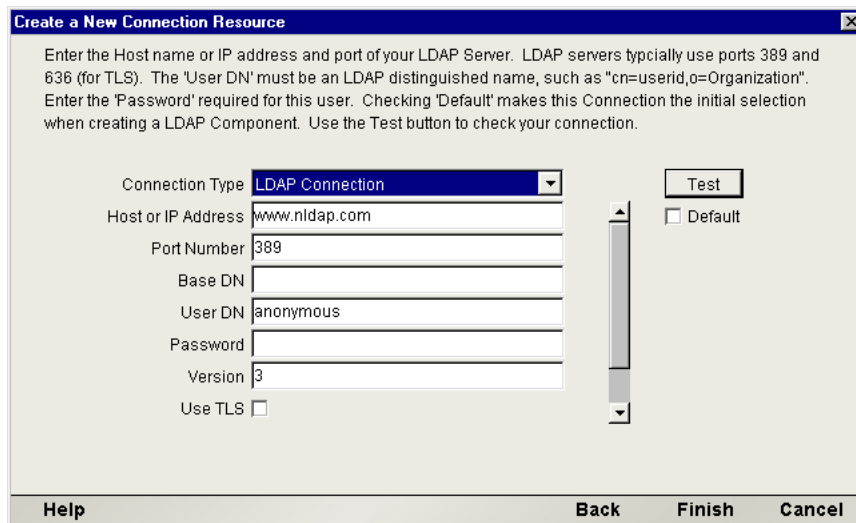 Create a New Connection Resource
Enter the Host name or IP address and port of your LDAP Server. LDAP servers typcially use ports 389 and
636 (for TLS). The 'User DN' must be an LDAP distinguished name, such as "cn=userid,o=Organization".
Enter the 'Password' required for this user. Checking 'Default' makes this Connection the initial selection
when creating a LDAP Component. Use the Test button to check your connection.
Connection Type LDAP Connection Test
Host or IP Address www.nldap.com Default
Port Number 389
Base DN
User DN anonymous
Password
Version 3
Use TLS
Help Back Finish Cancel